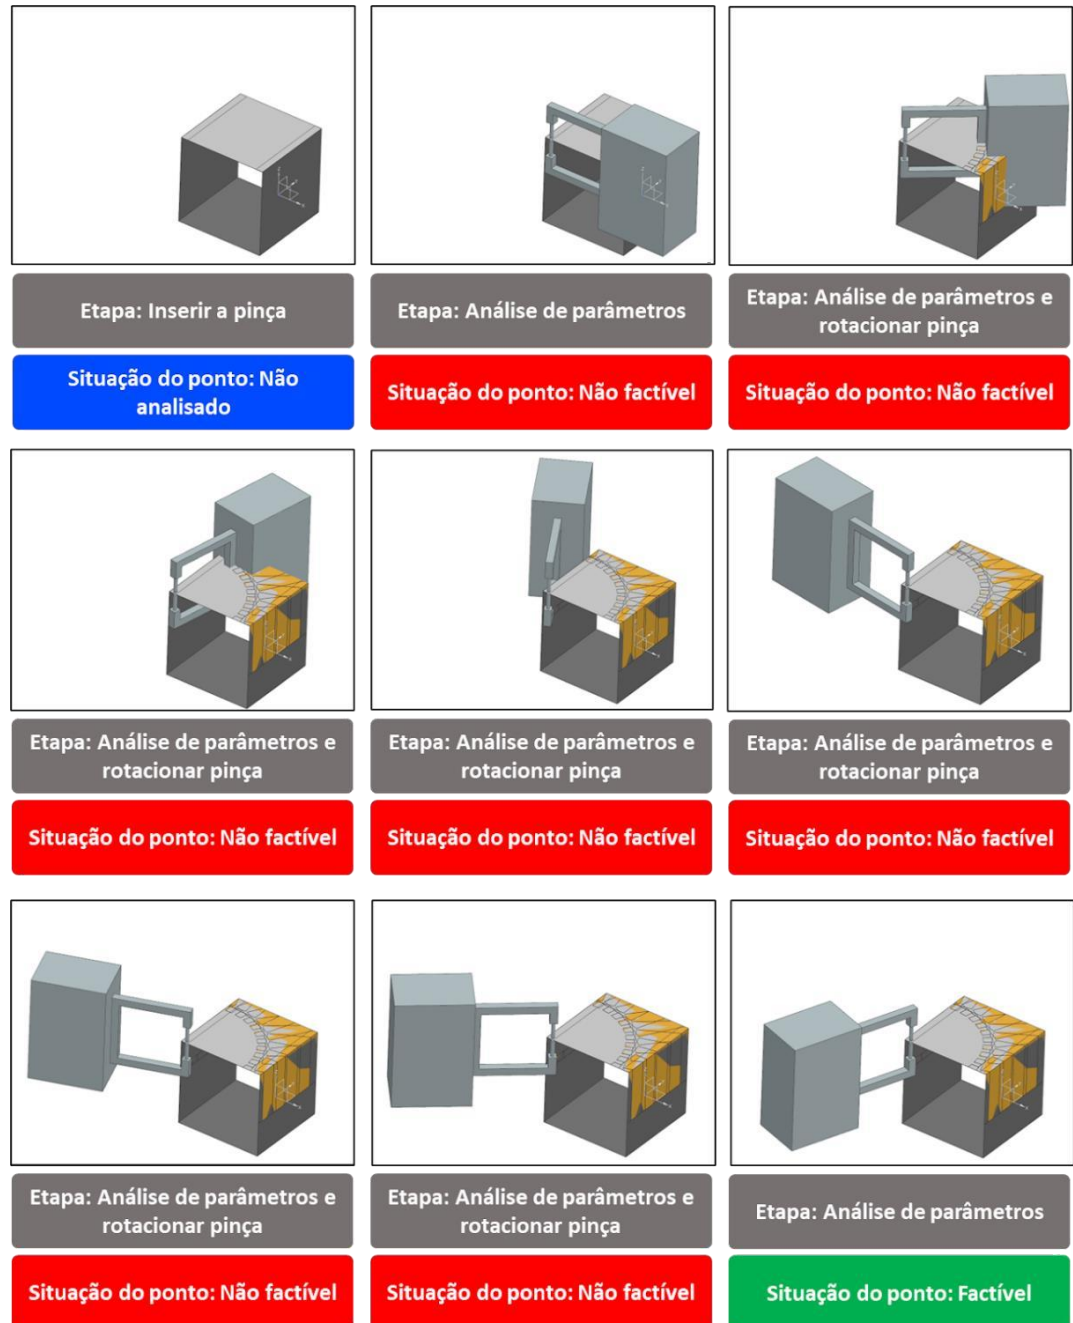 Etapa: Inserir a pinça
Etapa: Análise de parâmetros
Etapa: Análise de parâmetros e
rotacionar pinça
Situação do ponto: Não
analisado
Situação do ponto: Não factível
Situação do ponto: Não factível
Etapa: Análise de parâmetros e
rotacionar pinça
Etapa: Análise de parâmetros e
rotacionar pinça
Etapa: Análise de parâmetros e
rotacionar pinça
Situação do ponto: Não factível
Situação do ponto: Não factível
Situação do ponto: Não factível
Etapa: Análise de parâmetros e
rotacionar pinça
Etapa: Análise de parâmetros e
rotacionar pinça
Etapa: Análise de parâmetros
Situação do ponto: Não factível
Situação do ponto: Não factível
Situação do ponto: Factível